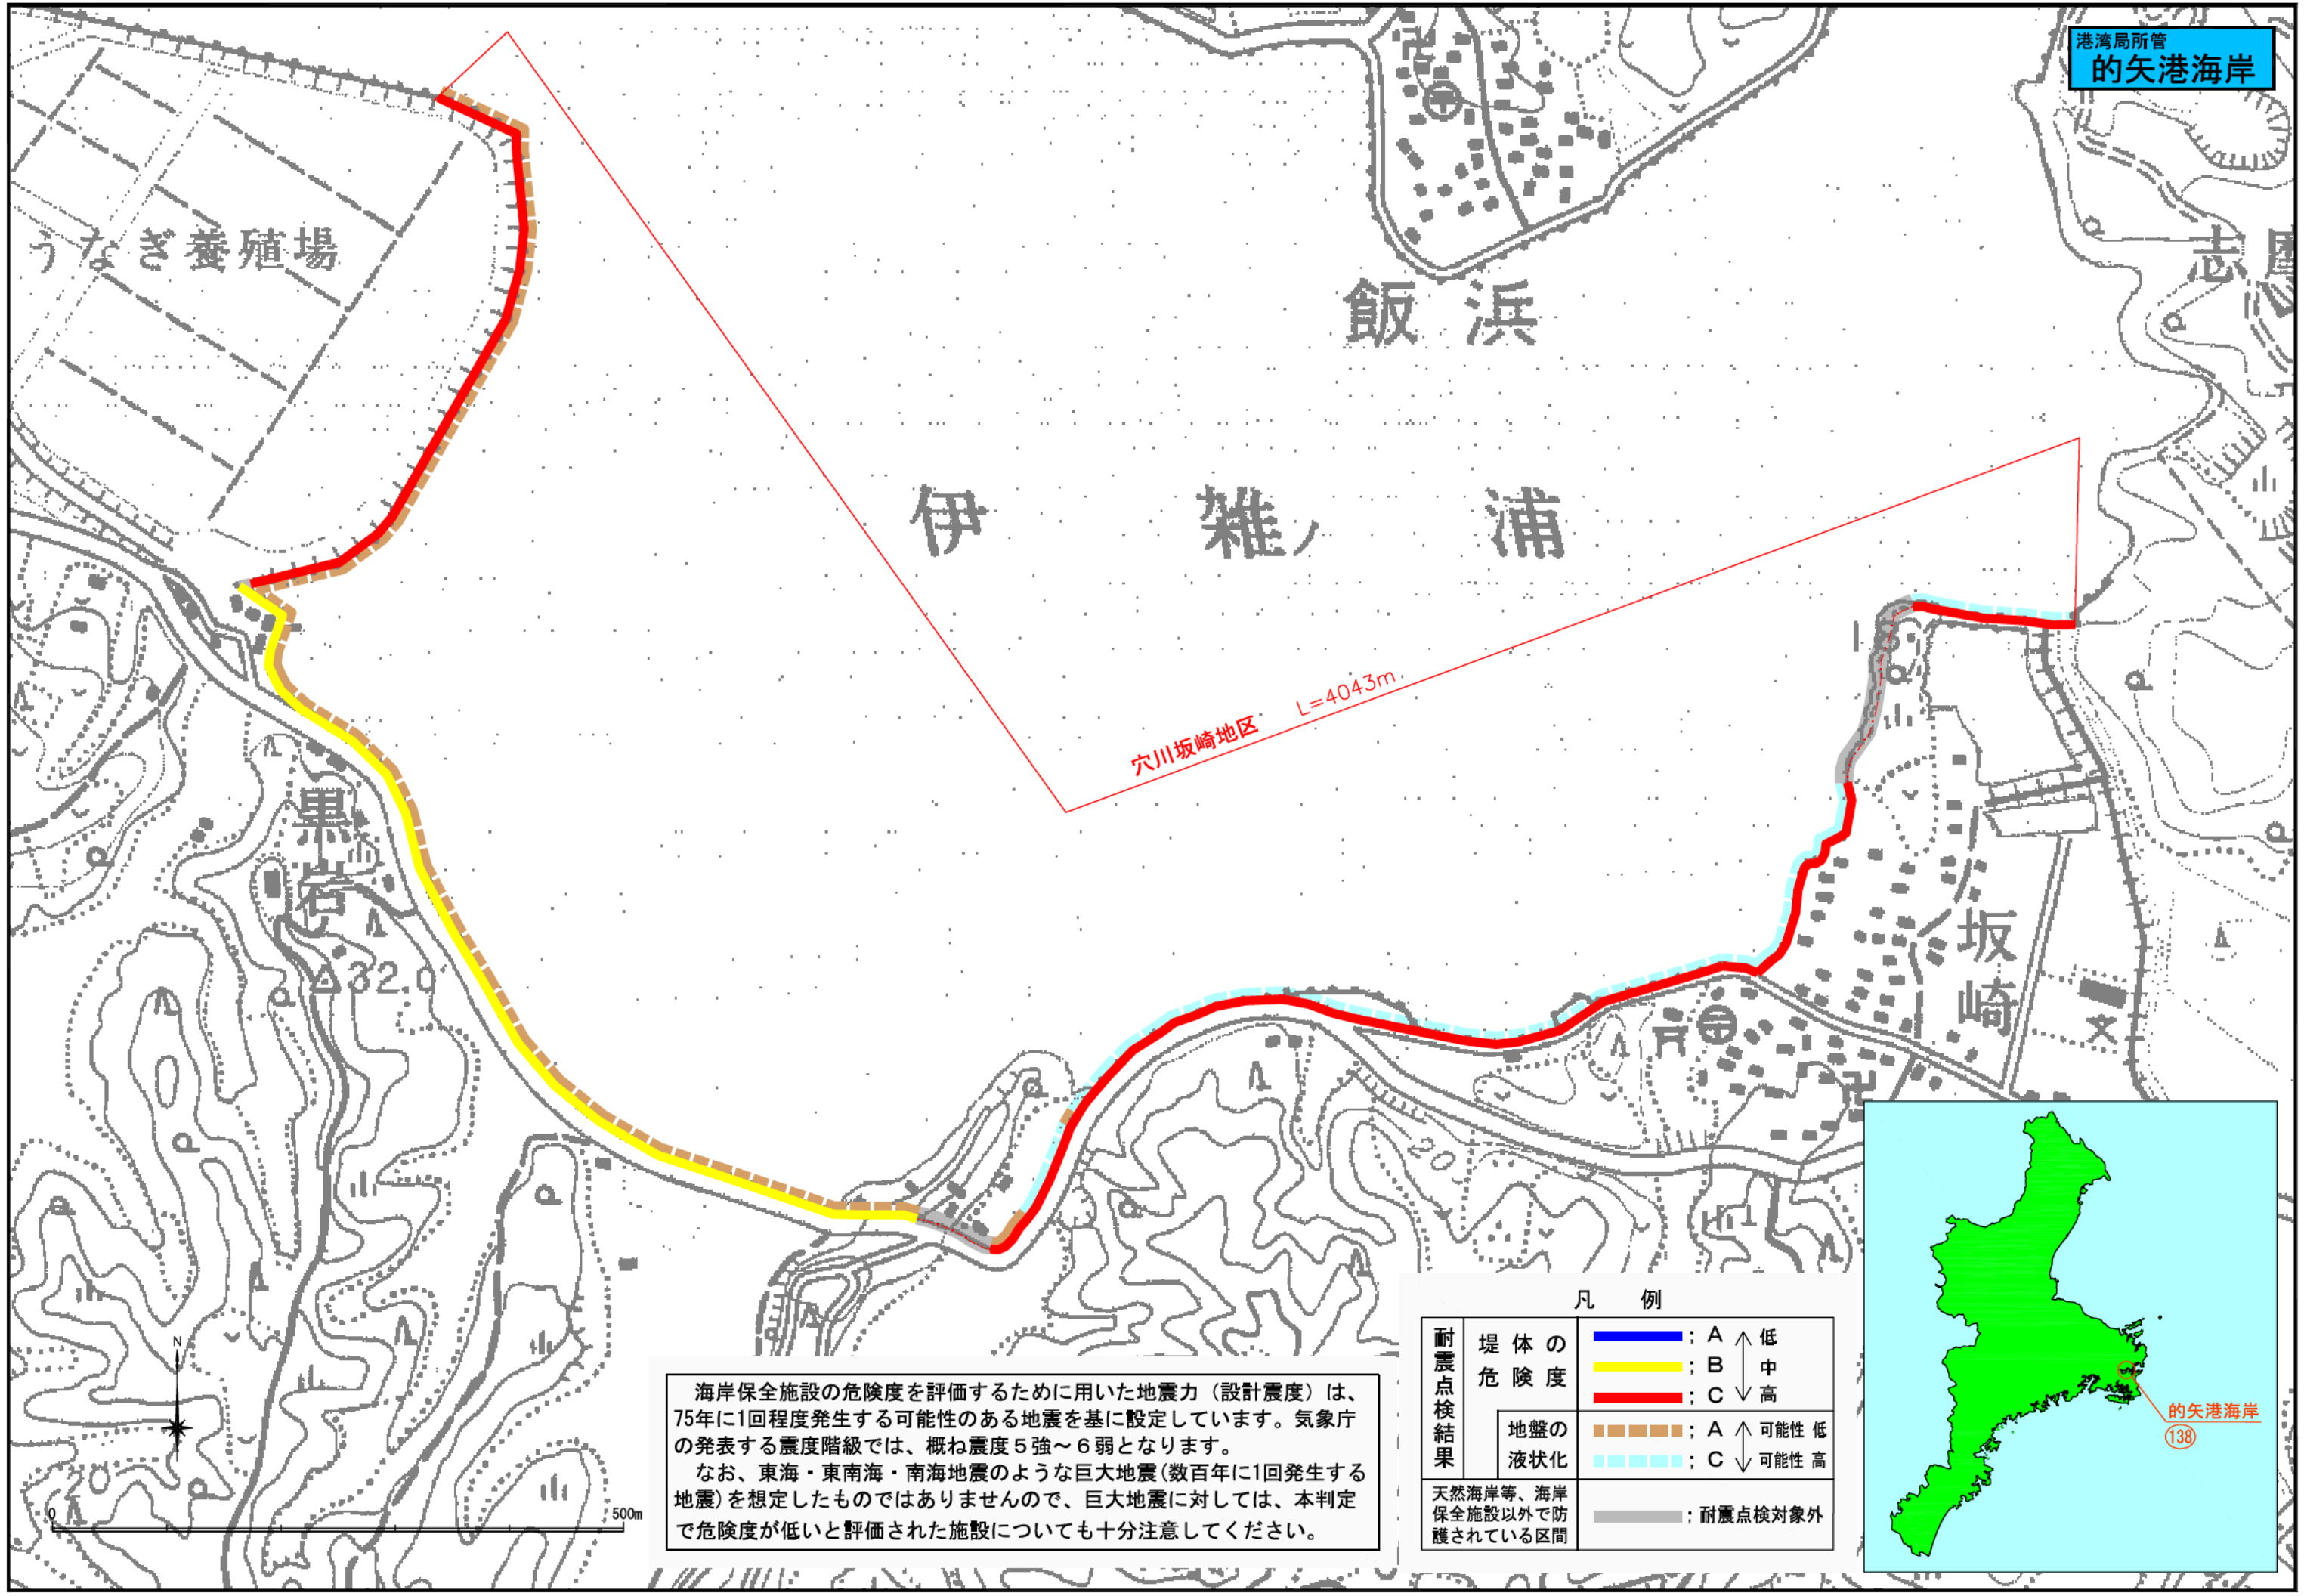 港湾局所管
的矢港海岸
うなぎ養殖場
飯浜
伊雑ノ浦
穴川坂崎地区 L=4043m
黒岩
32.0
坂崎
文
20
20
N
0 500m
海岸保全施設の危険度を評価するために用いた地震力（設計震度）は、
75年に1回程度発生する可能性のある地震を基に設定しています。気象庁
の発表する震度階級では、概ね震度５強～６弱となります。
なお、東海・東南海・南海地震のような巨大地震(数百年に1回発生する
地震)を想定したものではありませんので、巨大地震に対しては、本判定
で危険度が低いと評価された施設についても十分注意してください。
凡 例
耐震点検結果
堤体の
危険度
；A 低
；B 中
；C 高
地盤の
液状化
；A 可能性 低
；C 可能性 高
天然海岸等、海岸
保全施設以外で防
護されている区間
；耐震点検対象外
的矢港海岸
138